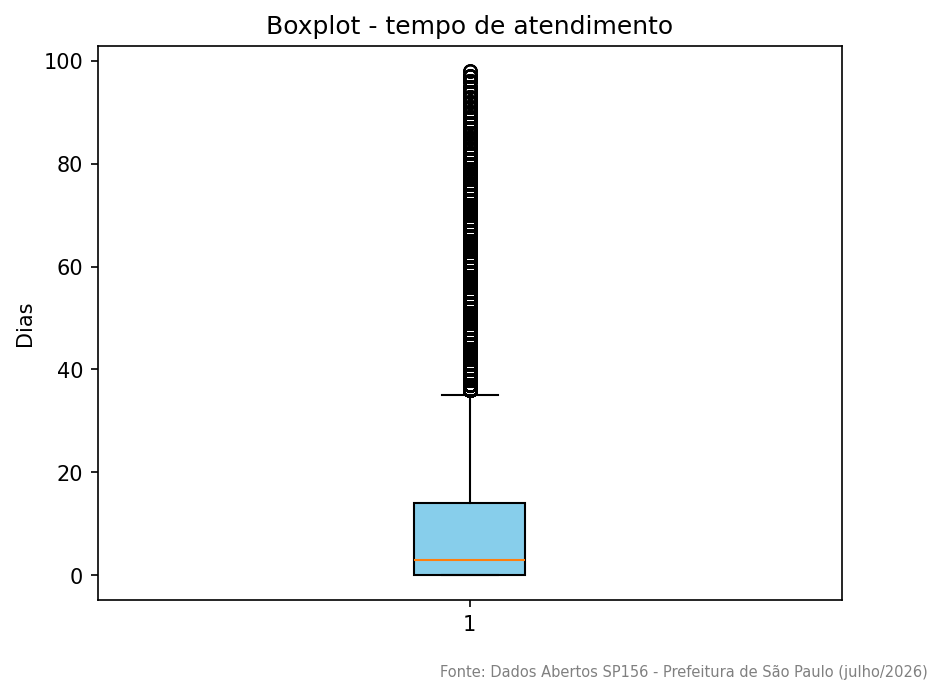 Boxplot - tempo de atendimento
100
80
60
40
20
0
Dias
1
Fonte: Dados Abertos SP156 - Prefeitura de São Paulo (julho/2026)